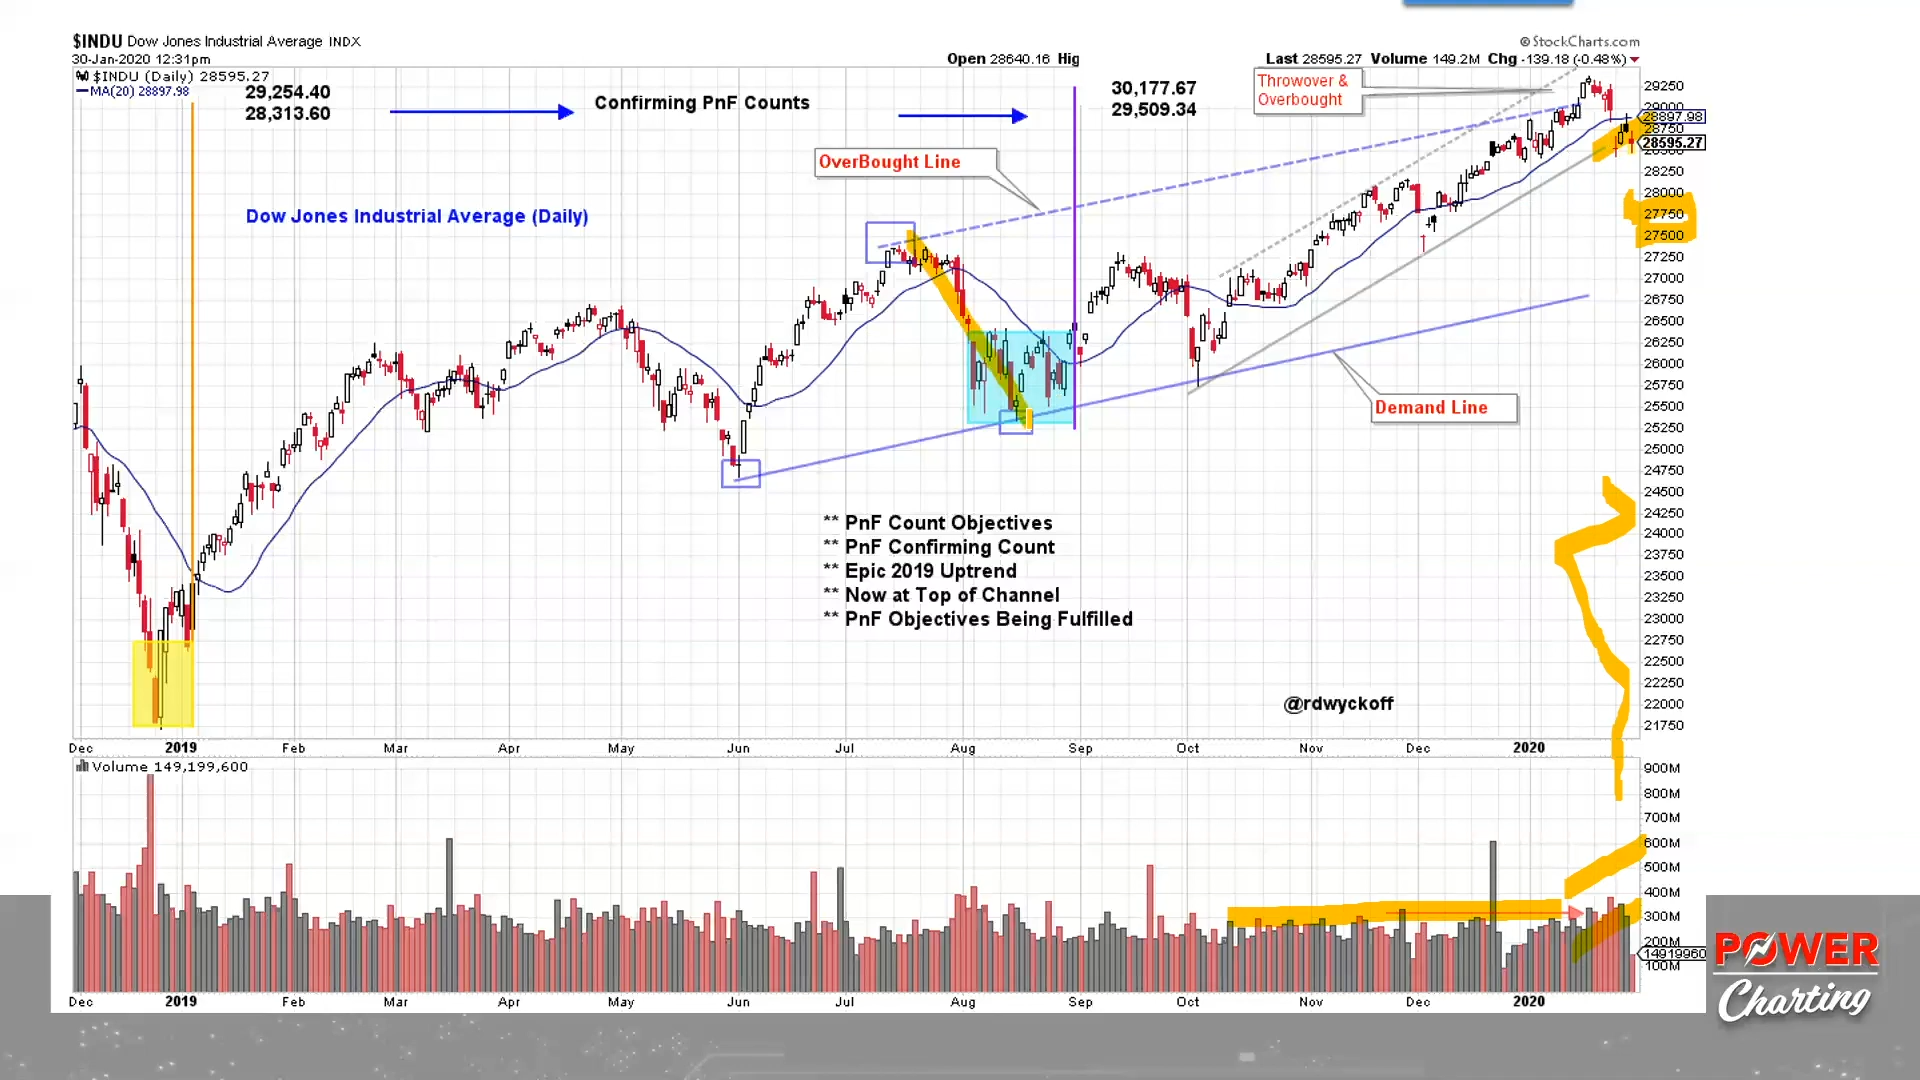 $INDU Dow Jones Industrial Average INDX
© StockCharts.com
30-Jan-2020 12:31pm
Open 28640.16 Hig
Last 28595.27 Volume 149.2M Chg -139.18 (-0.48%)
$INDU (Daily) 28595.27
MA(20) 28897.98
29,254.40
28,313.60
Confirming PnF Counts
30,177.67
29,509.34
Throwover &
Overbought
OverBought Line
Dow Jones Industrial Average (Daily)
Demand Line
** PnF Count Objectives
** PnF Confirming Count
** Epic 2019 Uptrend
** Now at Top of Channel
** PnF Objectives Being Fulfilled
@rdwyckoff
29250
29000
28897.98
28750
28595.27
28250
28000
27750
27500
27250
27000
26750
26500
26250
26000
25750
25500
25250
25000
24750
24500
24250
24000
23750
23500
23250
23000
22750
22500
22250
22000
21750
Dec 2019 Feb Mar Apr May Jun Jul Aug Sep Oct Nov Dec 2020
Volume 149,199,600
900M
800M
700M
600M
500M
400M
300M
200M
14919960
100M
Dec 2019 Feb Mar Apr May Jun Jul Aug Sep Oct Nov Dec 2020
POWER
Charting